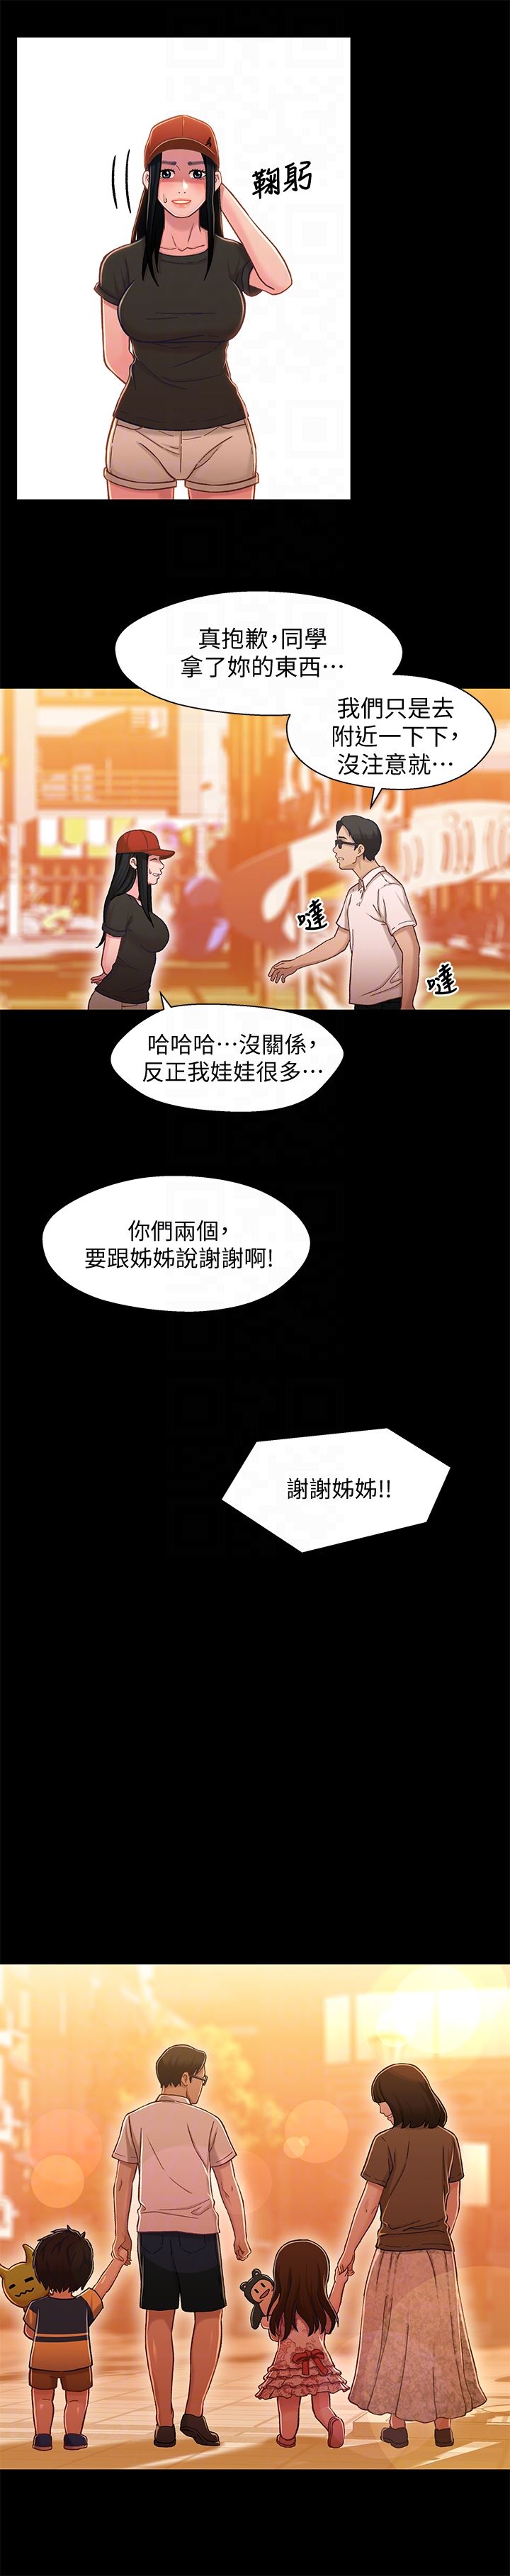 鞠躬
真抱歉,同學
拿了妳的東西⋯
我們只是去
附近一下下,
沒注意就⋯
噠
噠
哈哈哈⋯沒關係,
反正我娃娃很多⋯
你們兩個,
要跟姊姊說謝謝啊!
謝謝姊姊!!